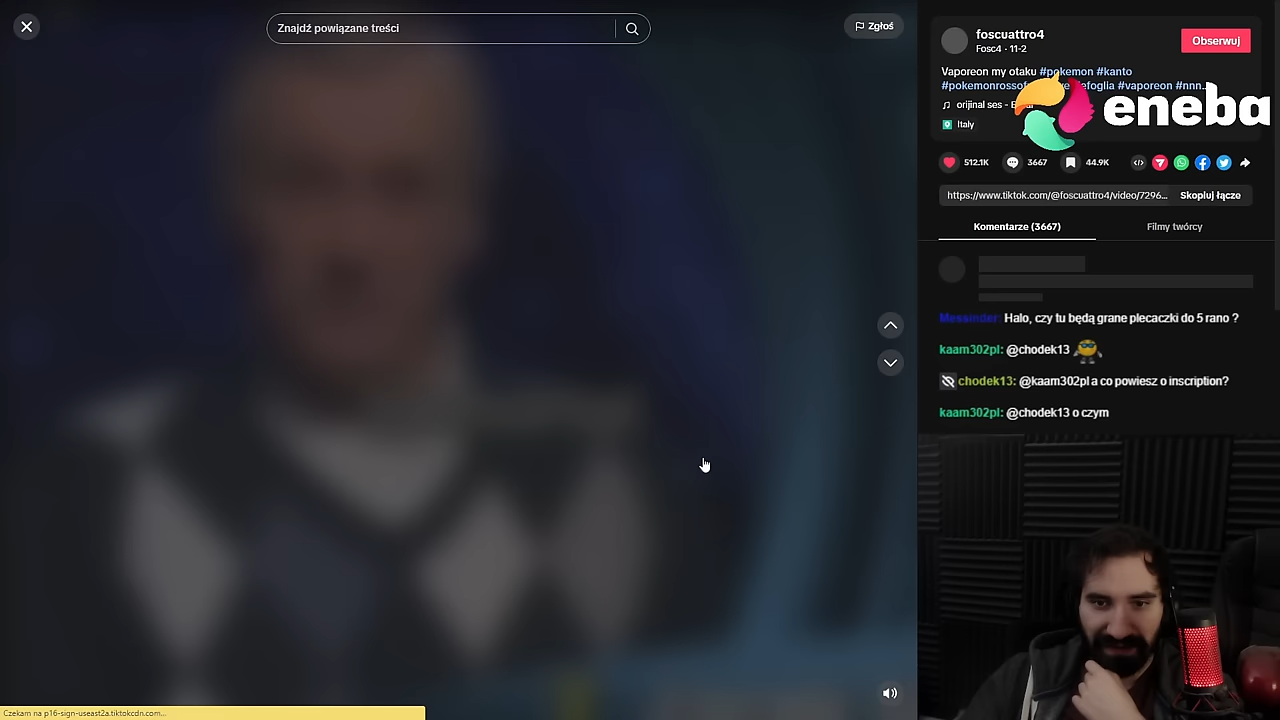 Znajdź powiązane treści
Zgłoś
foscuattro4
Fosc4 · 11-2
Obserwuj
Vaporeon my otaku #pokemon #kanto
#vaporeon #nnn...
orijinal ses
eneba
Italy
512.1K
3667
44.9K
https://www.tiktok.com/@foscuattro4/video/7296...
Skopiuj łącze
Komentarze (3667)
Filmy twórcy
Halo, czy tu będą grane plecaczki do 5 rano ?
kaam302pl: @chodek13
chodek13: @kaam302pl a co powiesz o inscription?
kaam302pl: @chodek13 o czym
Czekam na p16-sign-useast2a.tiktokcdn.com...